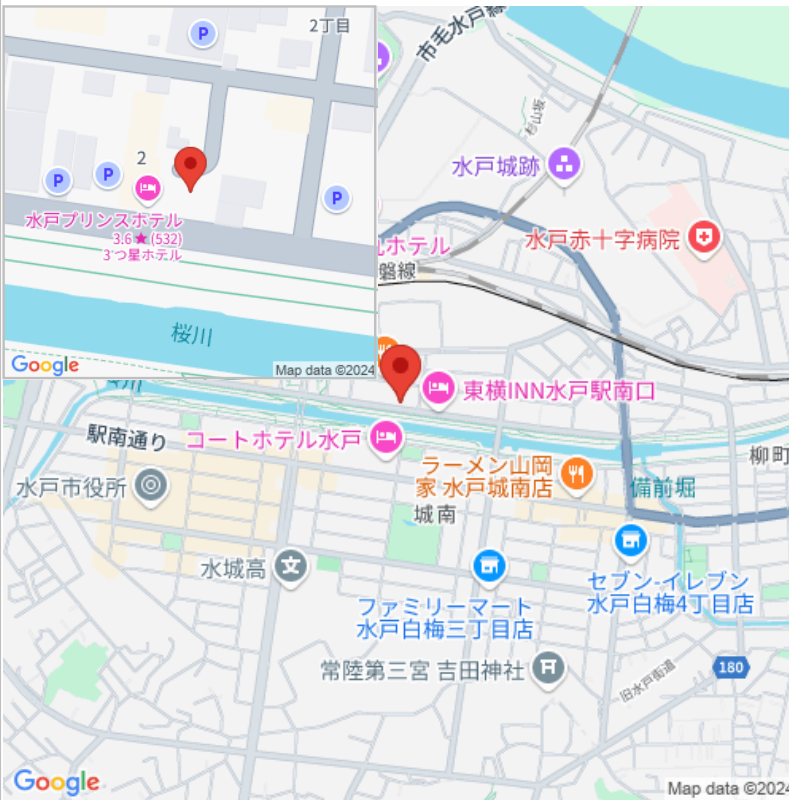 2丁目
P
2
P
P
P
水戸プリンスホテル
3.6★(532)
3つ星ホテル
桜川
Google
Map data ©2024
市毛水戸線
杉山坂
水戸城跡
水戸赤十字病院
ホテル
磐線
東横INN水戸駅南口
駅南通り
コートホテル水戸
水戸市役所
ラーメン山岡
家 水戸城南店
柳町
備前堀
城南
水城高
セブン-イレブン
水戸白梅4丁目店
ファミリーマート
水戸白梅三丁目店
常陸第三宮 吉田神社
旧水戸街道
180
Google
Map data ©2024